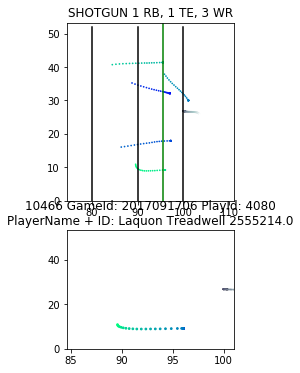 SHOTGUN 1 RB, 1 TE, 3 WR
50
40
30
20
10
0
80 90 100 110
10466 GameId: 2017091706 PlayId: 4080
PlayerName + ID: Laquon Treadwell 2555214.0
40
20
0
85 90 95 100